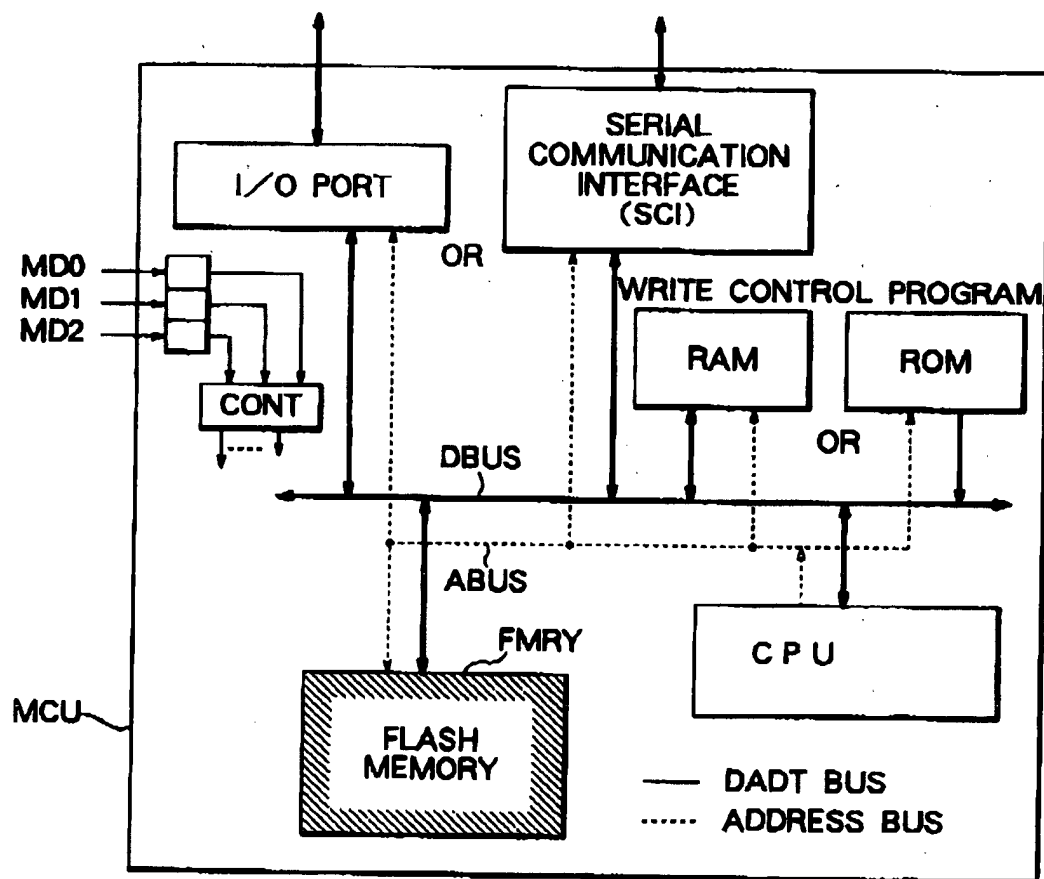 SERIAL
COMMUNICATION
INTERFACE
(SCI)
I/O PORT
OR
MD0
MD1
MD2
WRITE CONTROL PROGRAM
RAM
ROM
CONT
OR
DBUS
ABUS
FMRY
CPU
MCU
FLASH
MEMORY
DADT BUS
ADDRESS BUS